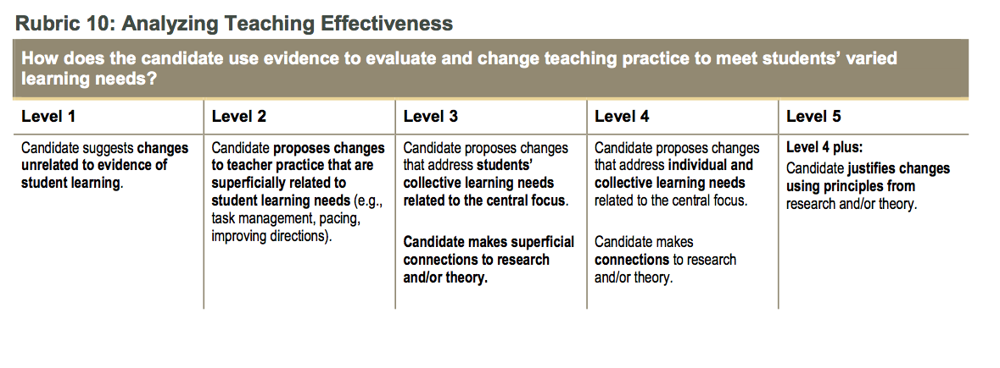 Rubric 10: Analyzing Teaching Effectiveness
How does the candidate use evidence to evaluate and change teaching practice to meet students’ varied
learning needs?
Level 1
Level 2
Level 3
Level 4
Level 5
Candidate suggests changes
unrelated to evidence of
student learning.
Candidate proposes changes
to teacher practice that are
superficially related to
student learning needs (e.g.,
task management, pacing,
improving directions).
Candidate proposes changes
that address students’
collective learning needs
related to the central focus.
Candidate makes superficial
connections to research
and/or theory.
Candidate proposes changes
that address individual and
collective learning needs
related to the central focus.
Candidate makes
connections to research
and/or theory.
Level 4 plus:
Candidate justifies changes
using principles from
research and/or theory.